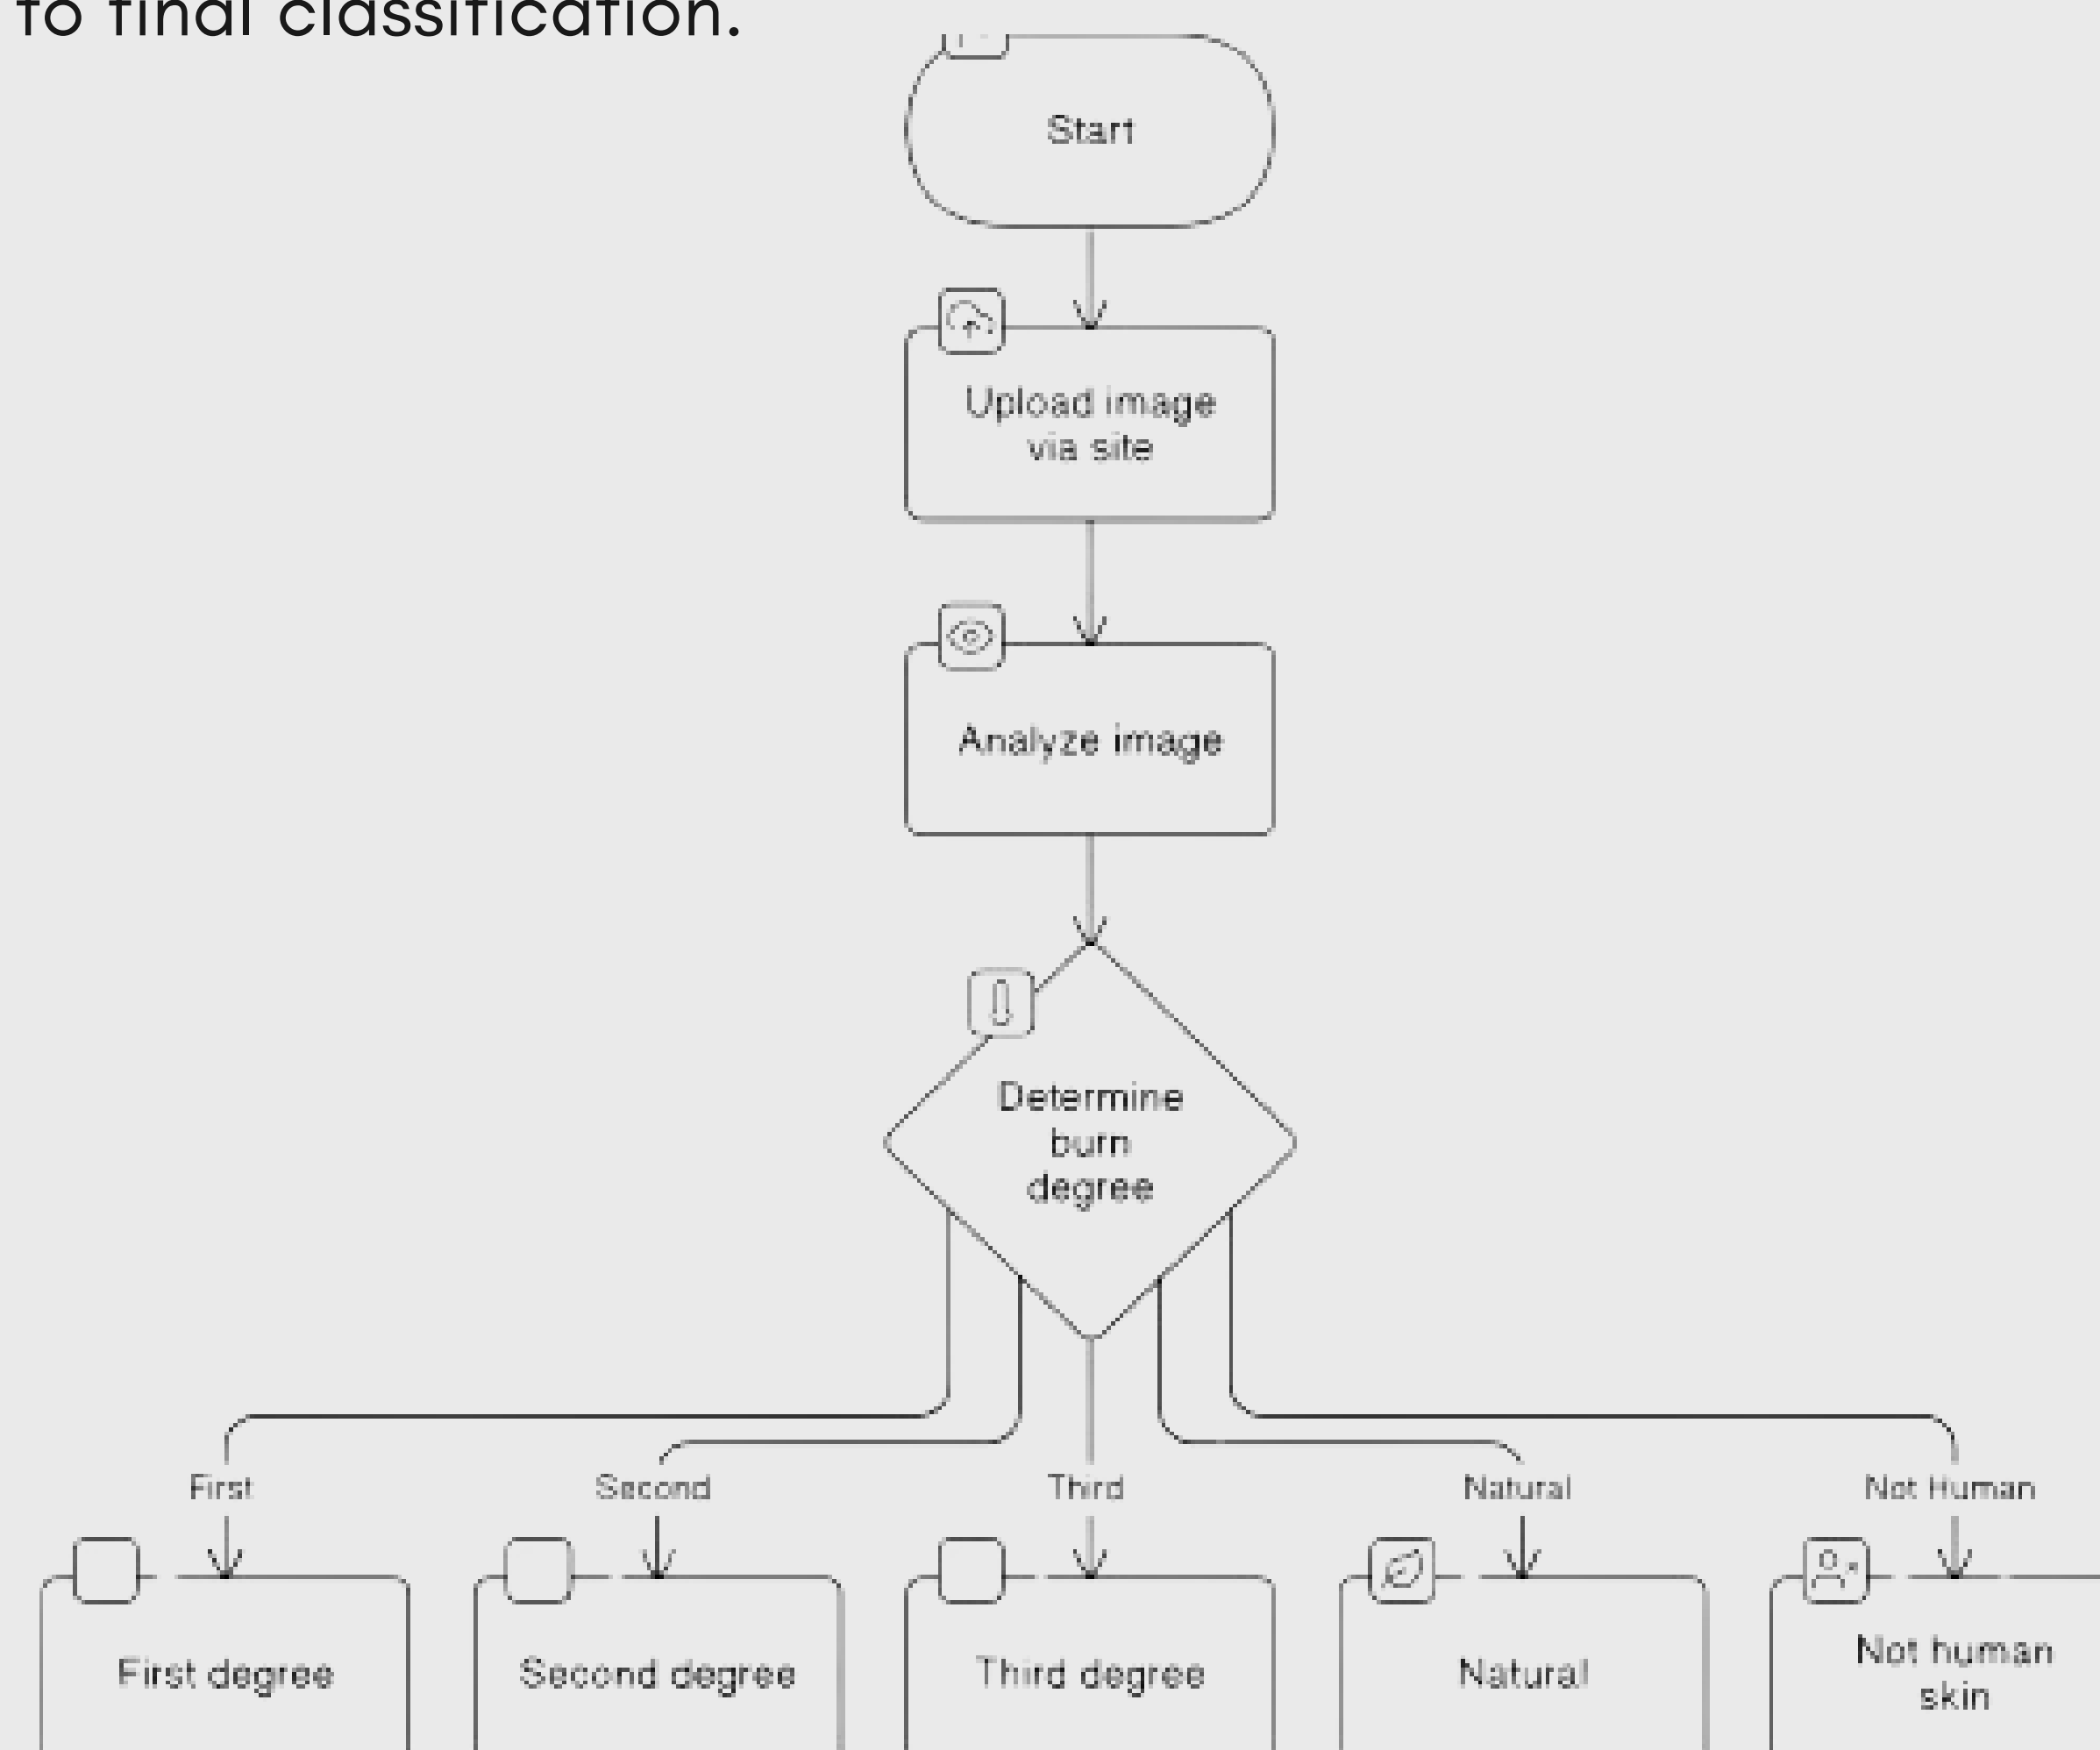 to final classification.
Start
Upload image
via site
Analyze image
Determine
burn
degree
First
Second
Third
Natural
Not Human
First degree
Second degree
Third degree
Natural
Not human
skin